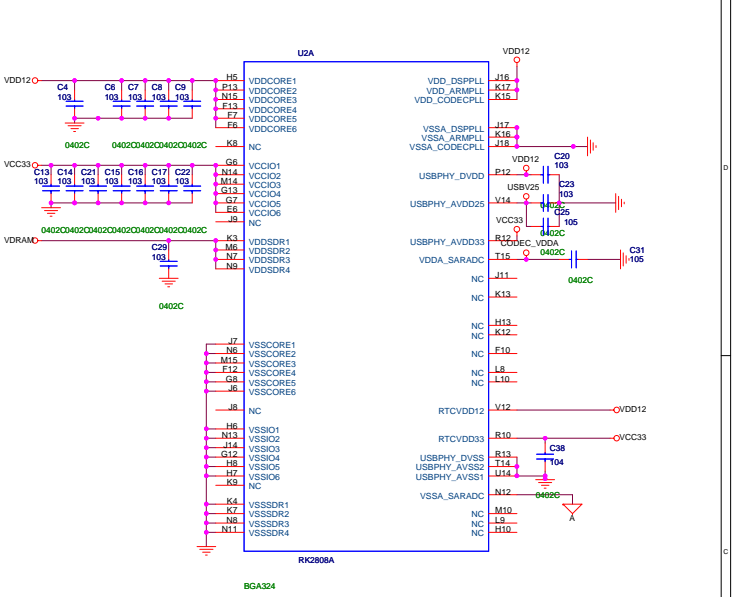 U2A
VDD12
VDD12
C4
103
C6
103
C7
103
C8
103
C9
103
0402C
0402C0402C0402C0402C
H5 VDDCORE1
P13 VDDCORE2
N15 VDDCORE3
E13 VDDCORE4
F7 VDDCORE5
F6 VDDCORE6
K8 NC
VCC33
C13
103
C14
103
C21
103
C15
103
C16
103
C17
103
C22
103
0402C0402C0402C0402C0402C0402C0402C
G6 VCCIO1
N14 VCCIO2
M14 VCCIO3
G13 VCCIO4
G7 VCCIO5
E6 VCCIO6
J9 NC
VDRAM
C29
103
0402C
K3 VDDSDR1
M6 VDDSDR2
N7 VDDSDR3
N9 VDDSDR4
J7 VSSCORE1
N6 VSSCORE2
M15 VSSCORE3
F12 VSSCORE4
G8 VSSCORE5
J6 VSSCORE6
J8 NC
H6 VSSIO1
N13 VSSIO2
J14 VSSIO3
G12 VSSIO4
H8 VSSIO5
H7 VSSIO6
K9 NC
K4 VSSSDR1
K7 VSSSDR2
N8 VSSSDR3
N11 VSSSDR4
VDD_DSPPLL J16
VDD_ARMPLL K17
VDD_CODECPLL K15
VSSA_DSPPLL J17
VSSA_ARMPLL K16
VSSA_CODECPLL J18
VDD12
C20
103
USBPHY_DVDD P12
USBV25
C23
103
0402C
USBPHY_AVDD25 V14
C25
105
VCC33
0402C
USBPHY_AVDD33 R12
CODEC_VDDA
0402C
C31
105
VDDA_SARADC T15
0402C
NC J11
NC K13
NC H13
NC K12
NC F10
NC L8
NC L10
RTCVDD12 V12 VDD12
RTCVDD33 R10 VCC33
C38
104
0402C
USBPHY_DVSS R13
USBPHY_AVSS2 T14
USBPHY_AVSS1 U14
VSSA_SARADC N12
A
NC M10
NC L9
NC H10
RK2808A
BGA324
D
C